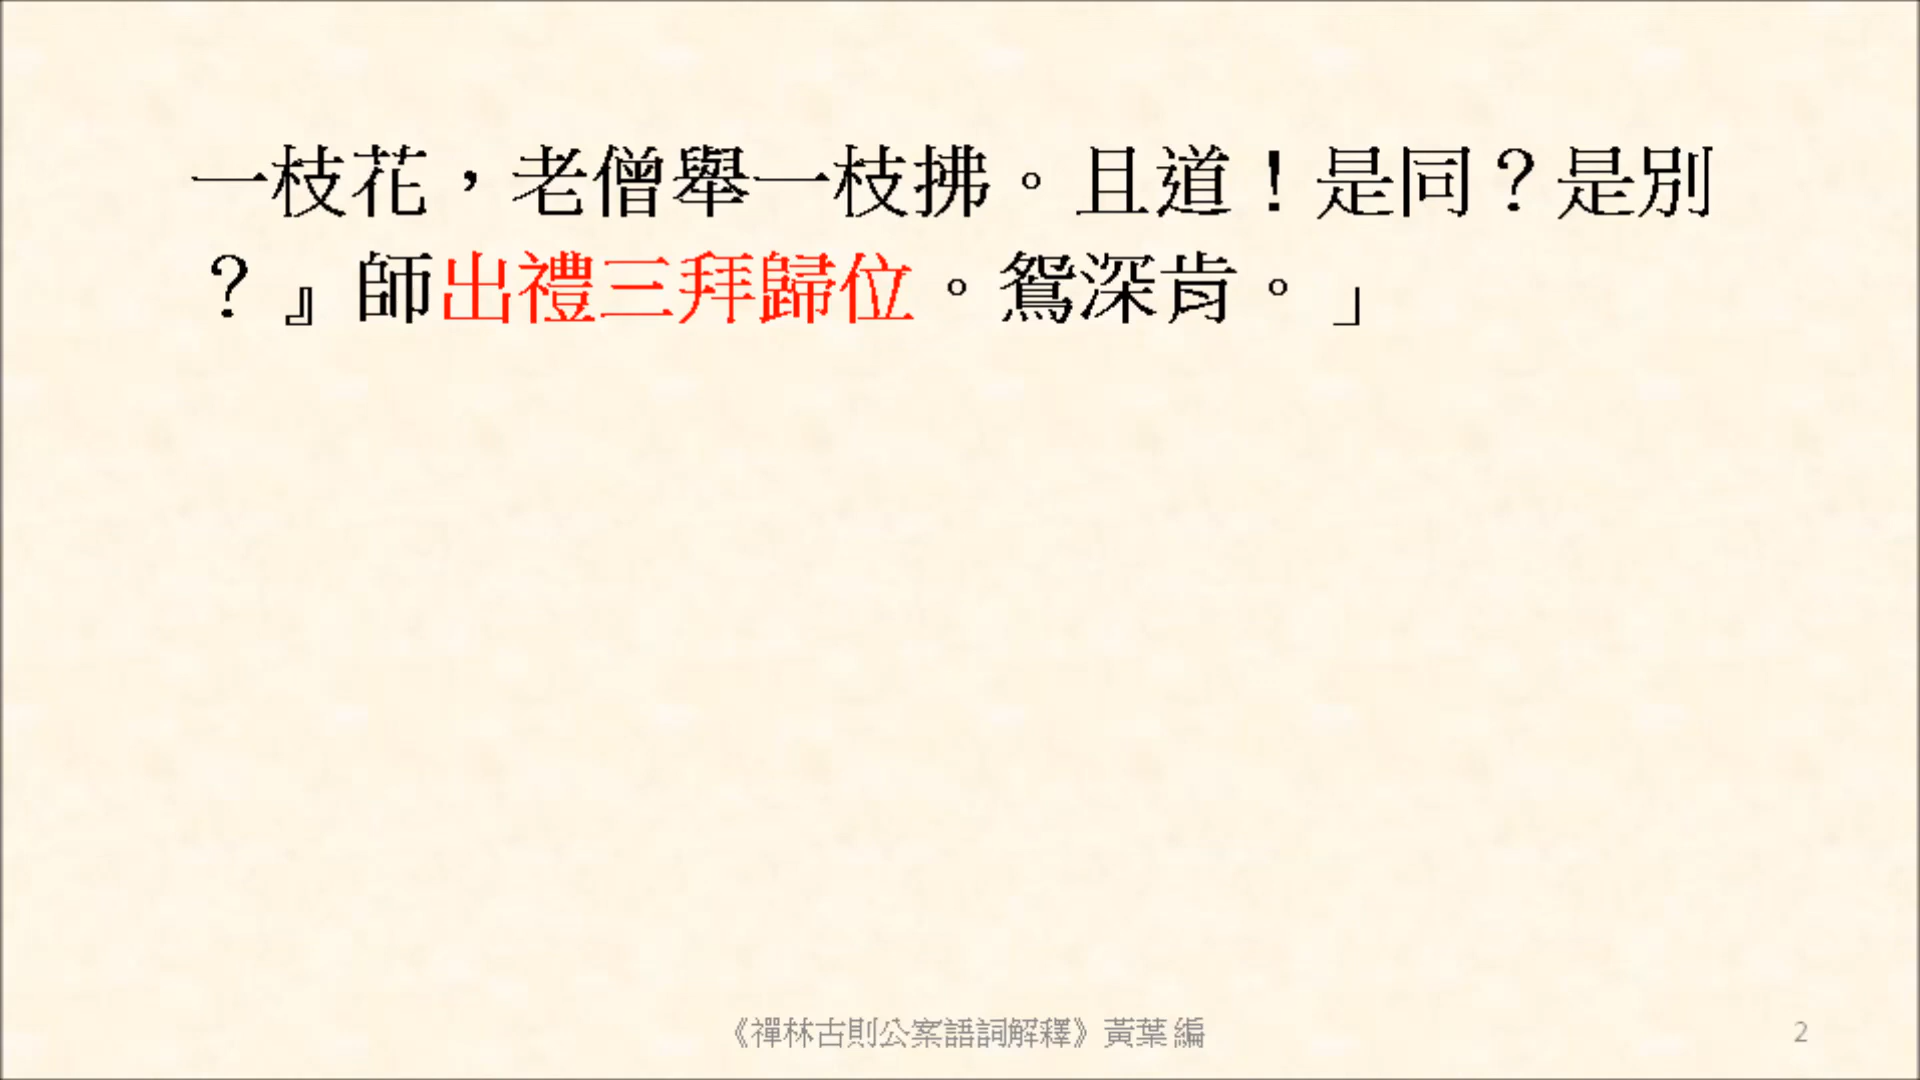 一枝花，老僧舉一枝拂。且道！是同？是別
？』師出禮三拜歸位。鴛深肯。」
《禪林古則公案語詞解釋》黃葉 編
2